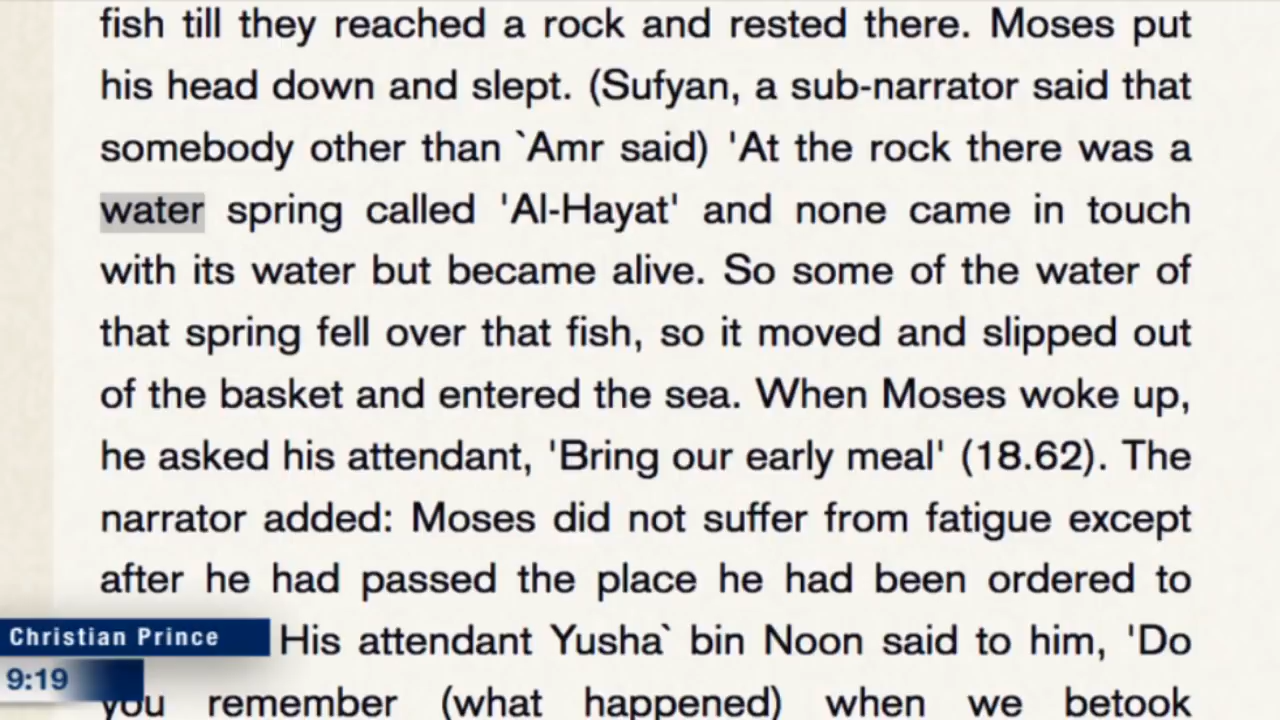 fish till they reached a rock and rested there. Moses put
his head down and slept. (Sufyan, a sub-narrator said that
somebody other than `Amr said) 'At the rock there was a
water spring called 'Al-Hayat' and none came in touch
with its water but became alive. So some of the water of
that spring fell over that fish, so it moved and slipped out
of the basket and entered the sea. When Moses woke up,
he asked his attendant, 'Bring our early meal' (18.62). The
narrator added: Moses did not suffer from fatigue except
after he had passed the place he had been ordered to
Christian Prince
His attendant Yusha` bin Noon said to him, 'Do
9:19
you remember (what happened) when we betook